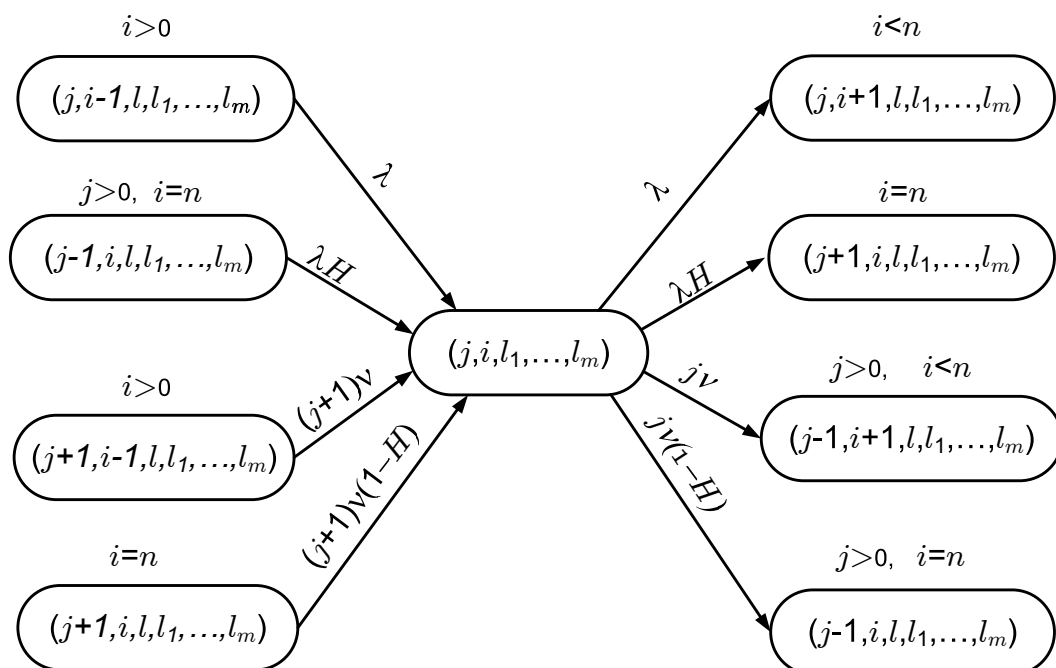 i>0
(j,i-1,l,l₁,…,lₘ)
λ
j>0, i=n
(j-1,i,l,l₁,…,lₘ)
λH
i>0
(j+1,i-1,l,l₁,…,lₘ)
(j+1)ν
i=n
(j+1,i,l,l₁,…,lₘ)
(j+1)ν(1−H)
(j,i,l₁,…,lₘ)
i<n
(j,i+1,l,l₁,…,lₘ)
λ
i=n
(j+1,i,l,l₁,…,lₘ)
λH
j>0, i<n
(j-1,i+1,l,l₁,…,lₘ)
jν
j>0, i=n
(j-1,i,l,l₁,…,lₘ)
jν(1−H)